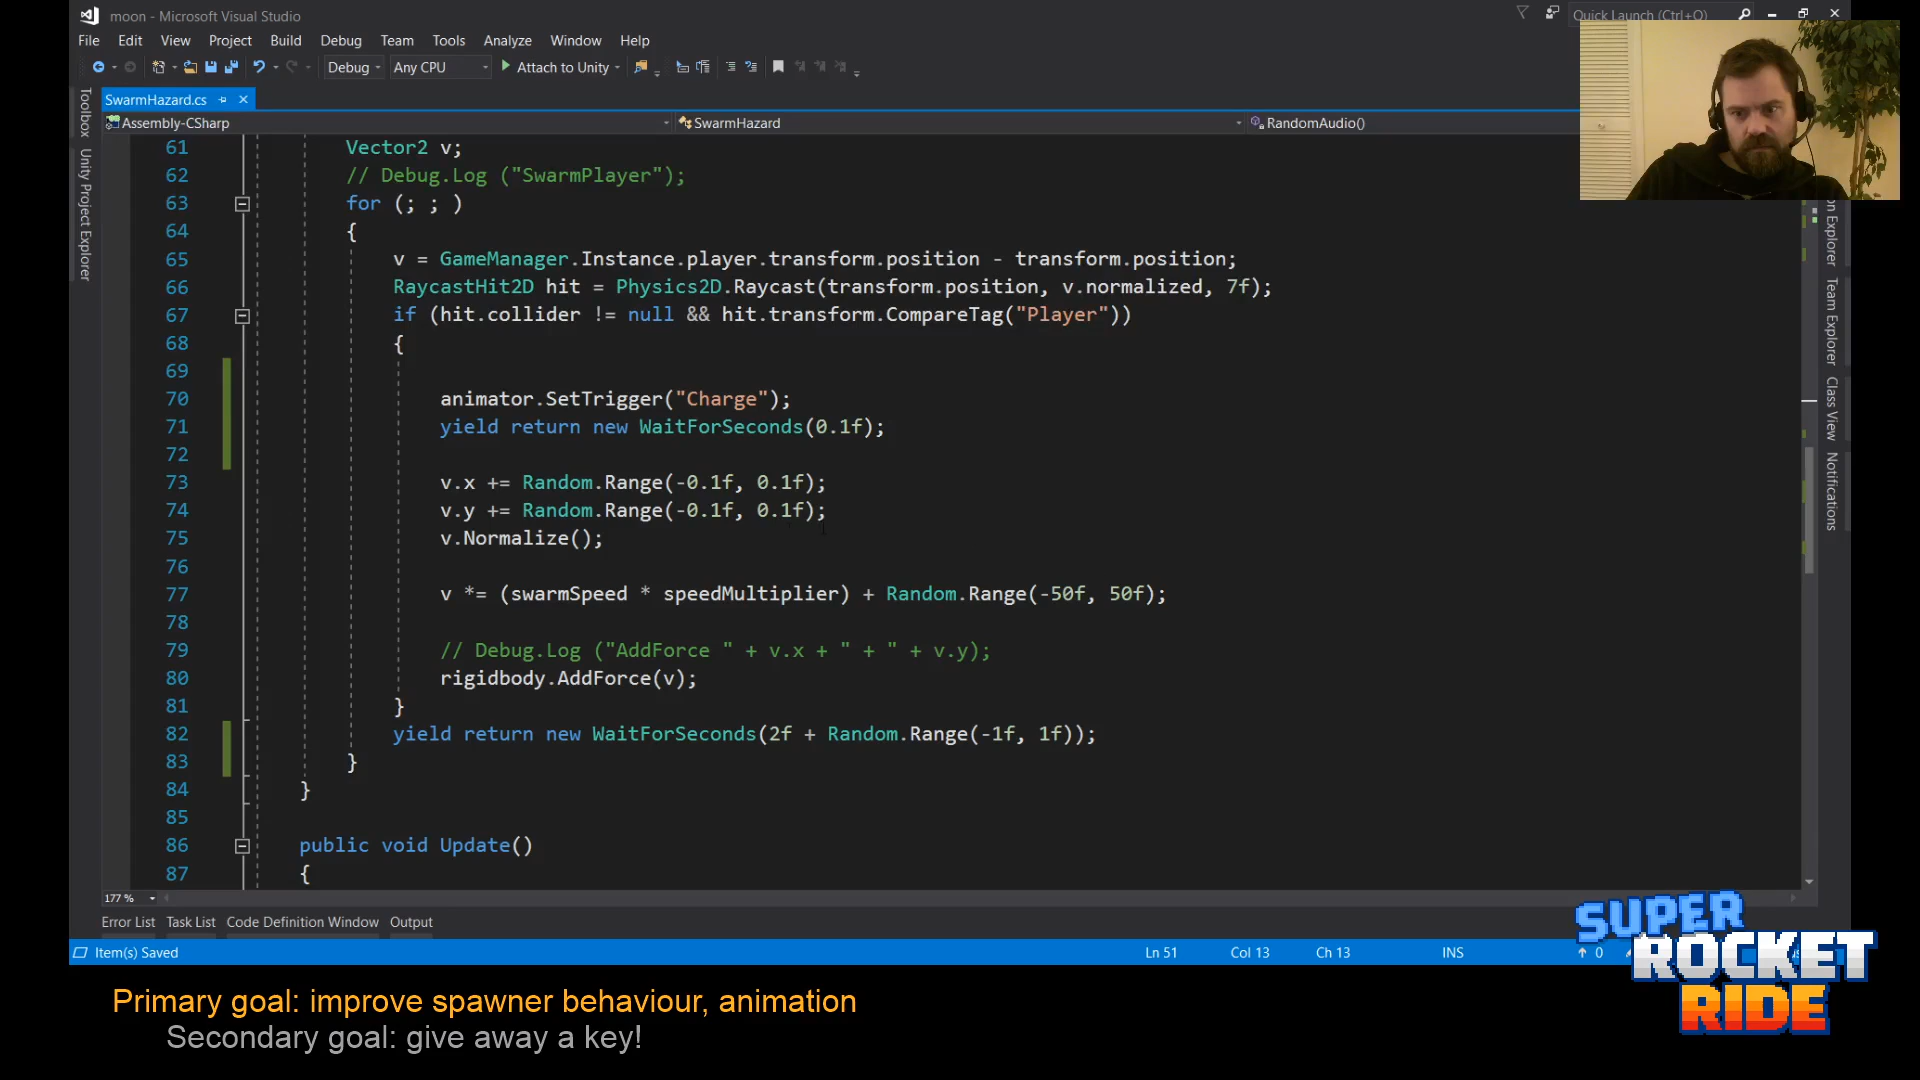 moon - Microsoft Visual Studio
Quick Launch (Ctrl+Q)
File Edit View Project Build Debug Team Tools Analyze Window Help
Debug Any CPU Attach to Unity
SwarmHazard.cs
Assembly-CSharp SwarmHazard RandomAudio()
Toolbox
Unity Project Explorer
61 Vector2 v;
62 // Debug.Log ("SwarmPlayer");
63 for (; ; )
64 {
65 v = GameManager.Instance.player.transform.position - transform.position;
66 RaycastHit2D hit = Physics2D.Raycast(transform.position, v.normalized, 7f);
67 if (hit.collider != null && hit.transform.CompareTag("Player"))
68 {
69
70 animator.SetTrigger("Charge");
71 yield return new WaitForSeconds(0.1f);
72
73 v.x += Random.Range(-0.1f, 0.1f);
74 v.y += Random.Range(-0.1f, 0.1f);
75 v.Normalize();
76
77 v *= (swarmSpeed * speedMultiplier) + Random.Range(-50f, 50f);
78
79 // Debug.Log ("AddForce " + v.x + " " + " " + v.y);
80 rigidbody.AddForce(v);
81 }
82 yield return new WaitForSeconds(2f + Random.Range(-1f, 1f));
83 }
84 }
85
86 public void Update()
87 {
on Explorer
Team Explorer
Class View
Notifications
177 %
Error List Task List Code Definition Window Output
Item(s) Saved Ln 51 Col 13 Ch 13 INS 0
SUPER
ROCKET
RIDE
Primary goal: improve spawner behaviour, animation
Secondary goal: give away a key!